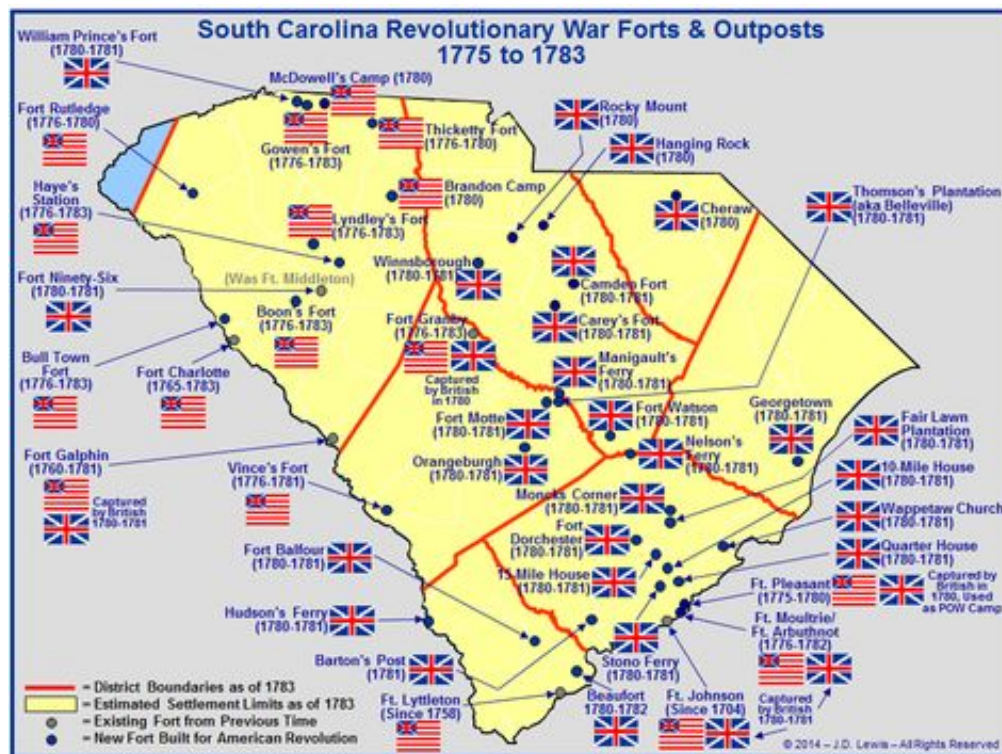 South Carolina Revolutionary War Forts & Outposts
1775 to 1783
William Prince's Fort
(1780-1781)
McDowell's Camp (1780)
Fort Rutledge
(1776-1780)
Gowen's Fort
(1776-1783)
Thicketty Fort
(1776-1780)
Rocky Mount
(1780)
Hanging Rock
(1780)
Haye's
Station
(1776-1783)
Lyndley's Fort
(1776-1783)
Brandon Camp
(1780)
Cheraw
(1780)
Thomson's Plantation
(aka Belleville)
(1780-1781)
Fort Ninety-Six
(1780-1781)
(Was Ft. Middleton)
Winnsborough
(1780-1781)
Camden Fort
(1780-1781)
Boon's Fort
(1776-1783)
Fort Granby
(1776-1783)
Captured
by British
in 1780
Carey's Fort
(1780-1781)
Bull Town
Fort
(1776-1783)
Fort Charlotte
(1765-1783)
Manigault's
Ferry
(1780-1781)
Fort Motte
(1780-1781)
Fort Watson
(1780-1781)
Georgetown
(1780-1781)
Fair Lawn
Plantation
(1780-1781)
Fort Galphin
(1760-1781)
Captured
by British
1780-1781
Vince's Fort
(1776-1781)
Orangeburgh
(1780-1781)
Nelson's
Ferry
(1780-1781)
10-Mile House
(1780-1781)
Moncks Corner
(1780-1781)
Wappetaw Church
(1780-1781)
Fort
Dorchester
(1780-1781)
Fort Balfour
(1780-1781)
15-Mile House
(1780-1781)
Quarter House
(1780-1781)
Ft. Pleasant
(1775-1780)
Captured by
British in
1780, Used
as POW Camp
Hudson's Ferry
(1780-1781)
Ft. Moultrie/
Ft. Arbuthnot
(1776-1782)
Captured by
British
1780-1781
Barton's Post
(1781)
Stono Ferry
(1780-1781)
Ft. Lyttleton
(Since 1758)
Beaufort
1780-1782
Ft. Johnson
(Since 1704)
= District Boundaries as of 1783
= Estimated Settlement Limits as of 1783
= Existing Fort from Previous Time
= New Fort Built for American Revolution
© 2014 – J.D. Lewis – All Rights Reserved